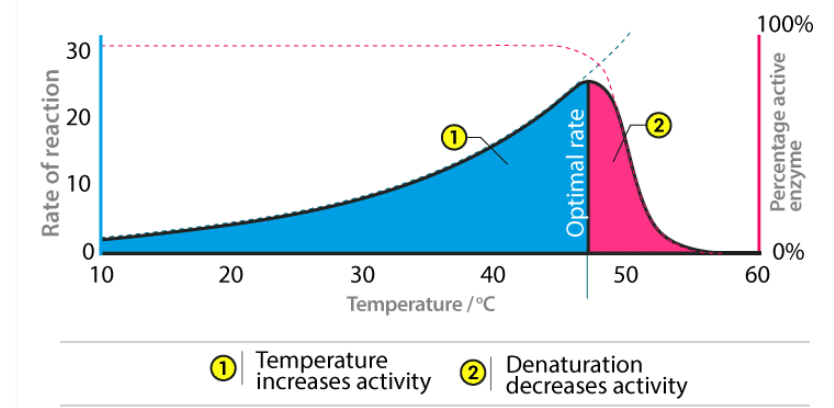 100%
30
20
10
0
Rate of reaction
1
Optimal rate
2
Percentage active
enzyme
0%
10 20 30 40 50 60
Temperature / °C
1 Temperature
increases activity
2 Denaturation
decreases activity